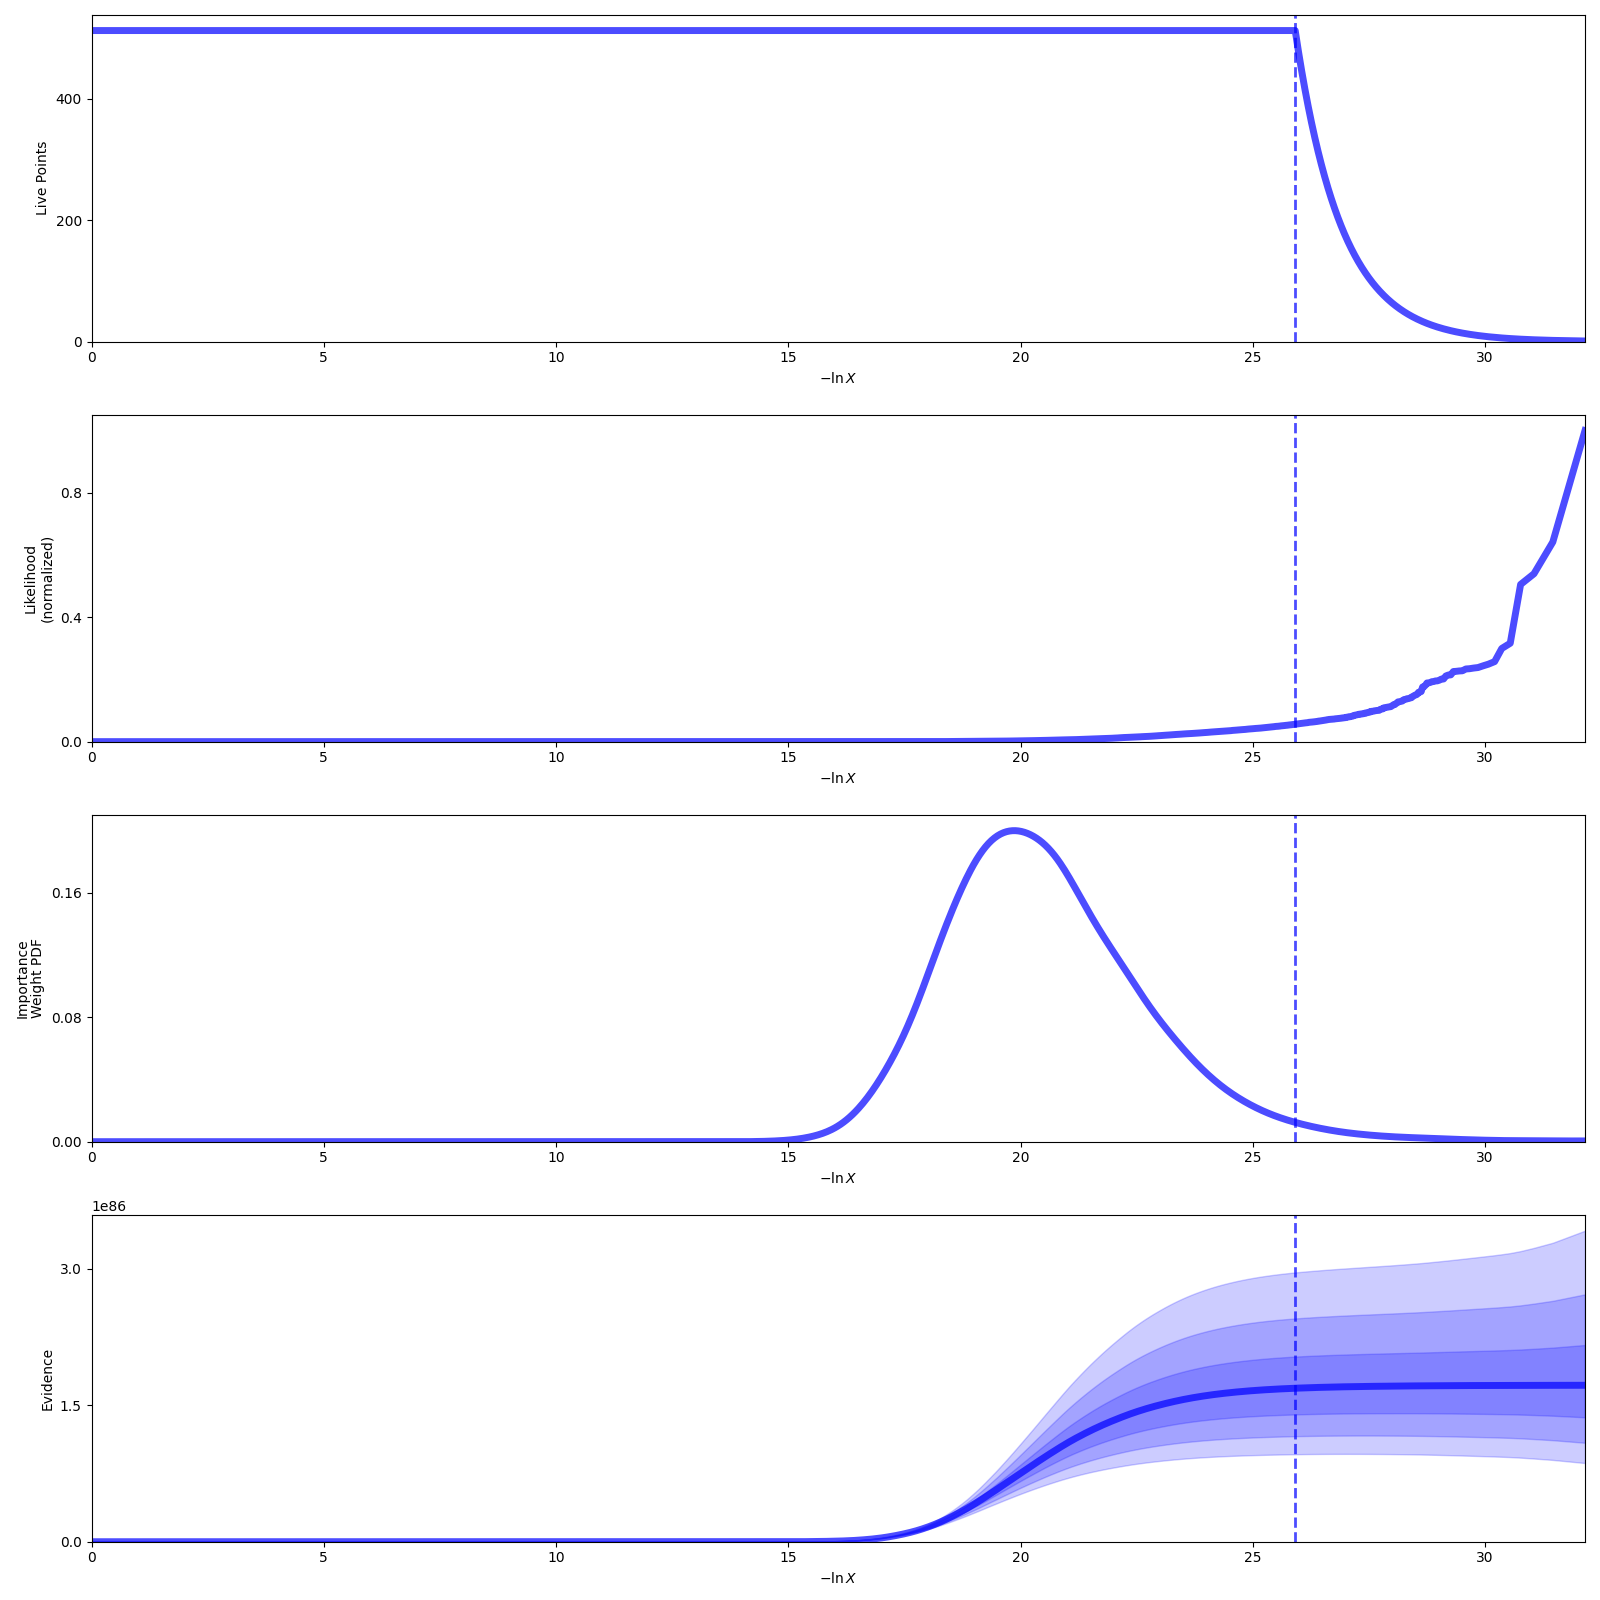 400
200
0
Live Points
0 5 10 15 20 25 30
−ln X
0.8
0.4
0.0
Likelihood
(normalized)
0 5 10 15 20 25 30
−ln X
0.16
0.08
0.00
Importance
Weight PDF
0 5 10 15 20 25 30
−ln X
1e86
3.0
1.5
0.0
Evidence
0 5 10 15 20 25 30
−ln X